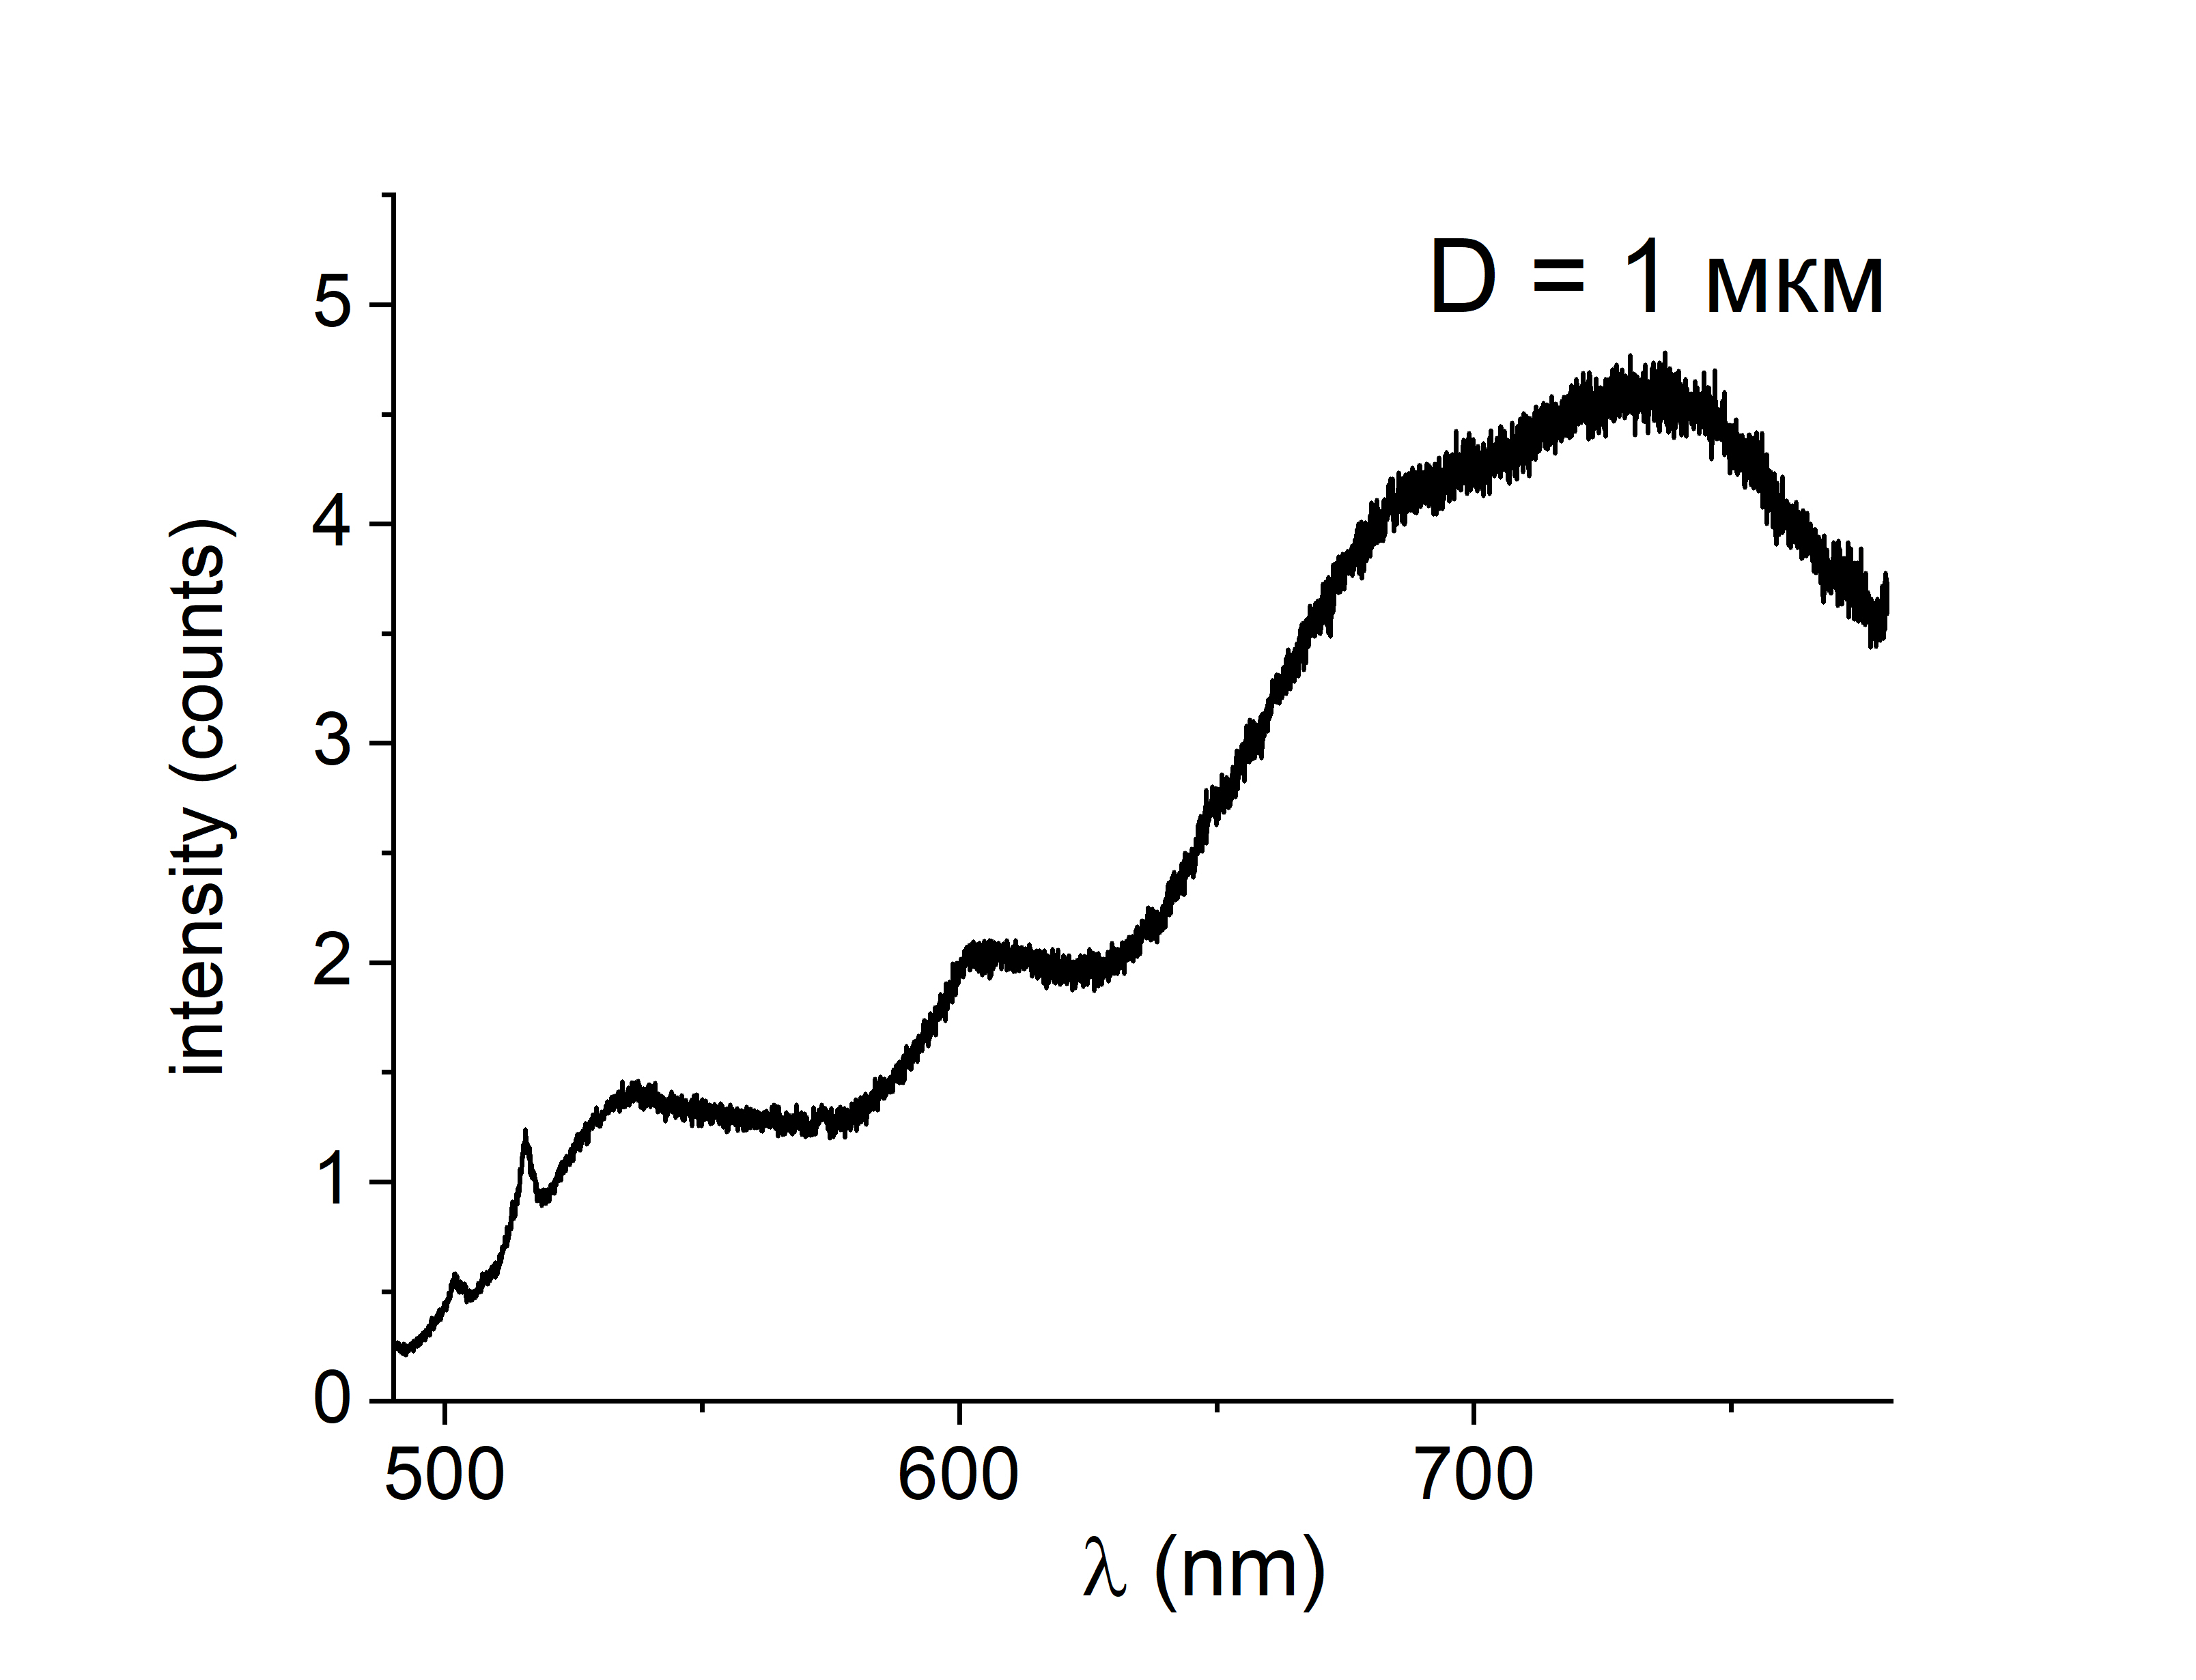 D = 1 мкм
intensity (counts)
5
4
3
2
1
0
500 600 700
λ (nm)